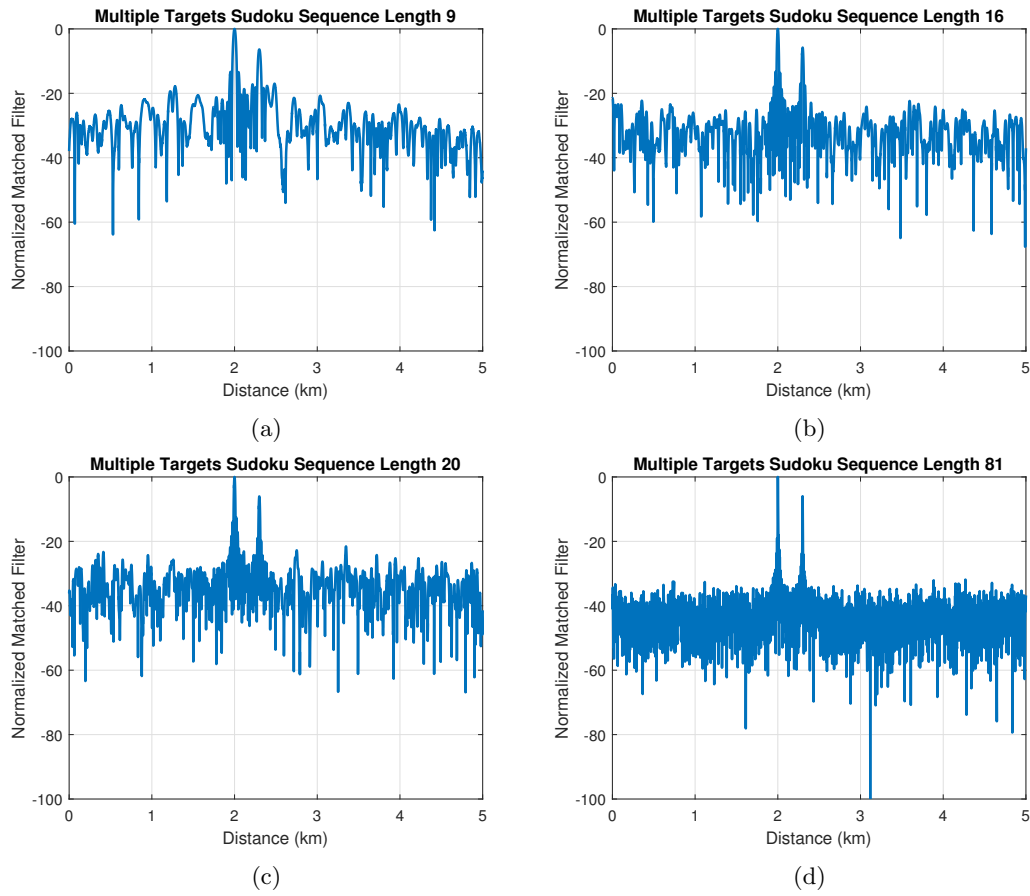 Multiple Targets Sudoku Sequence Length 9
Normalized Matched Filter
0
-20
-40
-60
-80
-100
0 1 2 3 4 5
Distance (km)
(a)
Multiple Targets Sudoku Sequence Length 16
Normalized Matched Filter
0
-20
-40
-60
-80
-100
0 1 2 3 4 5
Distance (km)
(b)
Multiple Targets Sudoku Sequence Length 20
Normalized Matched Filter
0
-20
-40
-60
-80
-100
0 1 2 3 4 5
Distance (km)
(c)
Multiple Targets Sudoku Sequence Length 81
Normalized Matched Filter
0
-20
-40
-60
-80
-100
0 1 2 3 4 5
Distance (km)
(d)